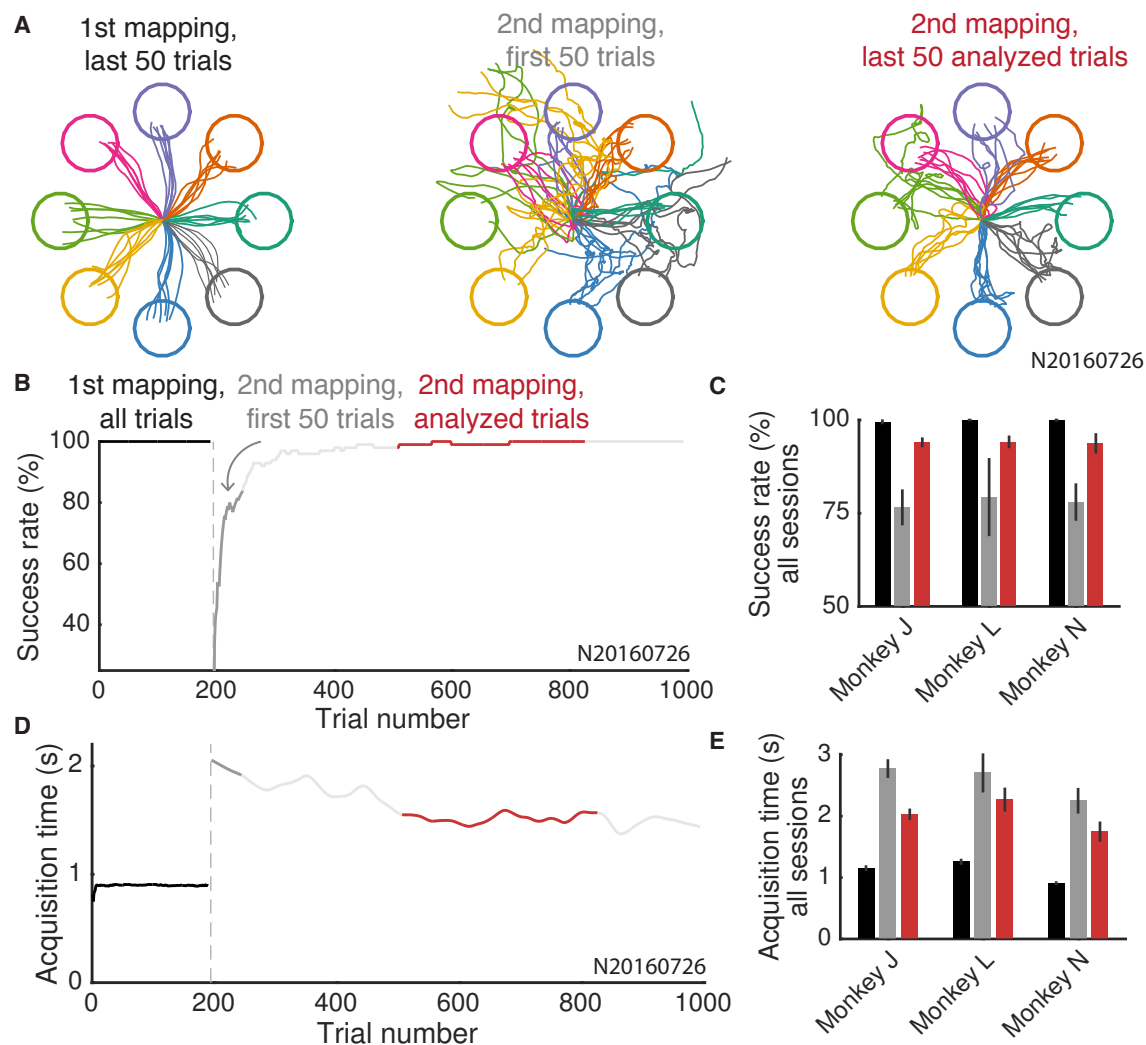 A
1st mapping,
last 50 trials
2nd mapping,
first 50 trials
2nd mapping,
last 50 analyzed trials
N20160726
B
1st mapping,
all trials
2nd mapping,
first 50 trials
2nd mapping,
analyzed trials
Success rate (%)
100
80
60
40
0
200
400
600
800
1000
Trial number
N20160726
C
Success rate (%)
all sessions
100
75
50
Monkey J
Monkey L
Monkey N
D
Acquisition time (s)
2
1
0
0
200
400
600
800
1000
Trial number
N20160726
E
Acquisition time (s)
all sessions
3
2
1
0
Monkey J
Monkey L
Monkey N